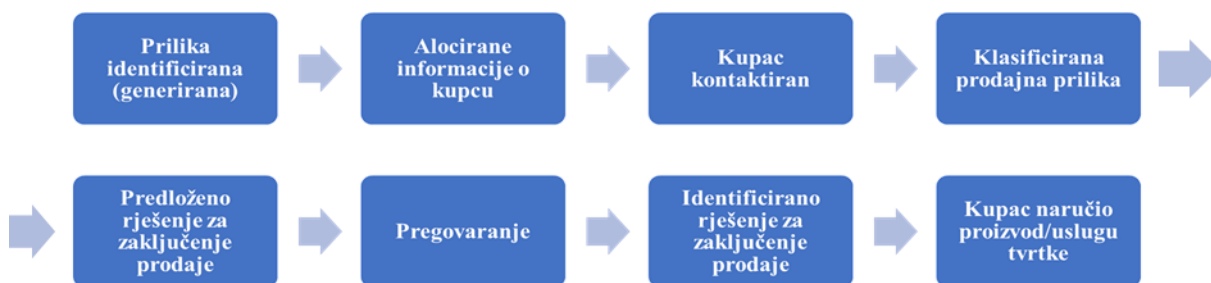 Prilika
identificirana
(generirana)
Alocirane
informacije o
kupcu
Kupac
kontaktiran
Klasificirana
prodajna prilika
Predloženo
rješenje za
zaključenje
prodaje
Pregovaranje
Identificirano
rješenje za
zaključenje
prodaje
Kupac naručio
proizvod/uslugu
tvrtke